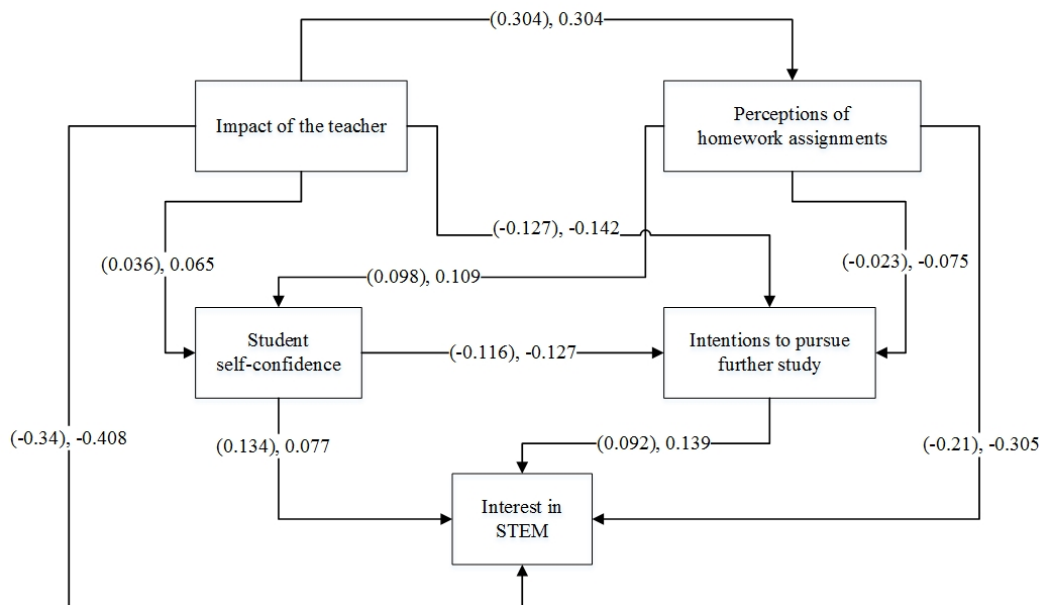 (0.304), 0.304
Impact of the teacher
Perceptions of
homework assignments
(-0.127), -0.142
(0.036), 0.065
(0.098), 0.109
(-0.023), -0.075
Student
self-confidence
(-0.116), -0.127
Intentions to pursue
further study
(-0.34), -0.408
(0.134), 0.077
(0.092), 0.139
(-0.21), -0.305
Interest in
STEM